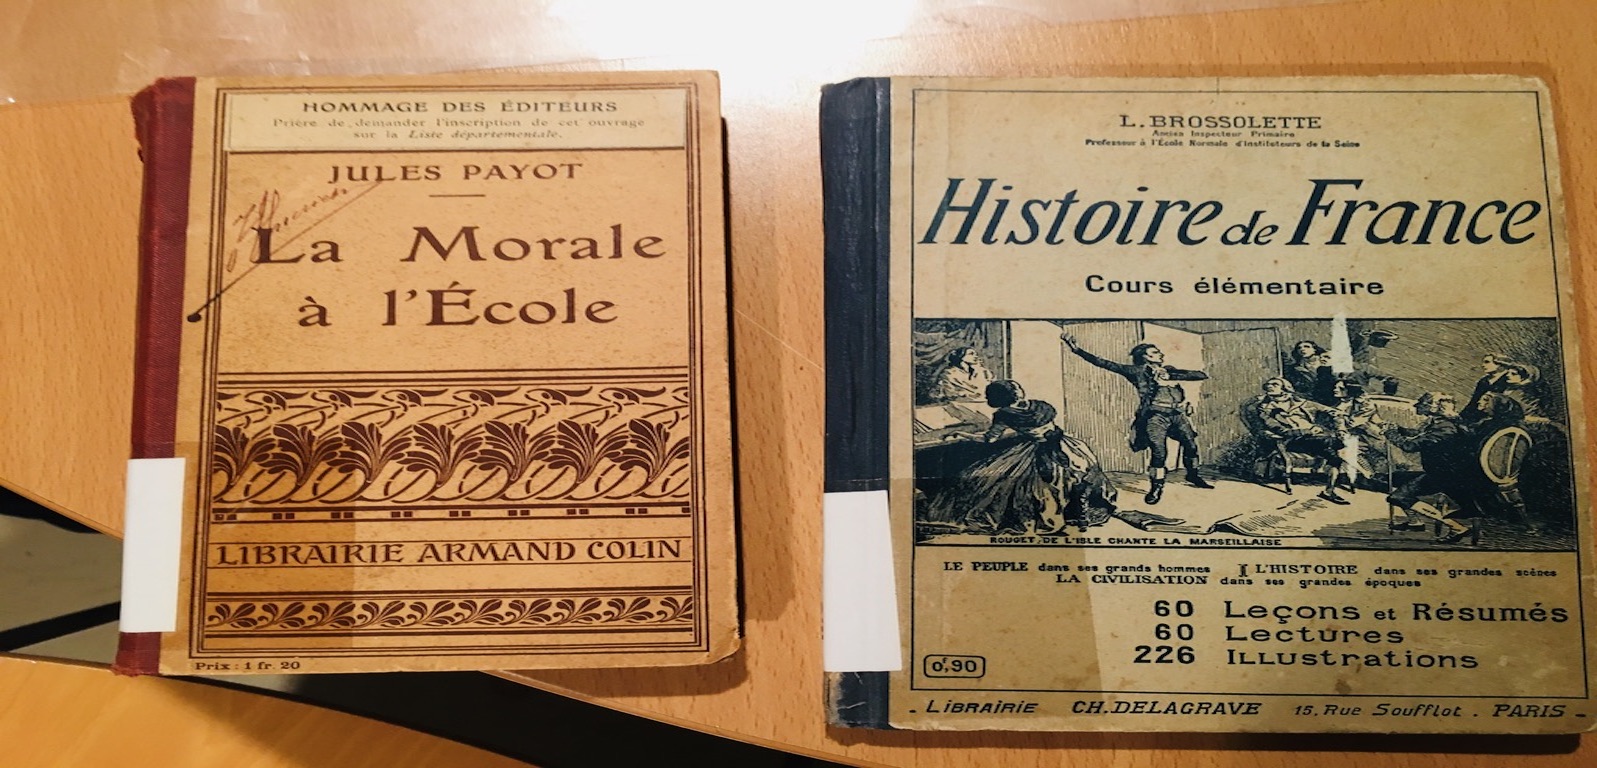 HOMMAGE DES ÉDITEURS
Prière de demander l'inscription de cet ouvrage
sur la Liste départementale.
JULES PAYOT
La Morale
à l'École
LIBRAIRIE ARMAND COLIN
Prix : 1 fr. 20
L. BROSSOLETTE
Ancien Inspecteur Primaire
Professeur à l'École Normale d'Instituteurs de la Seine
Histoire de France
Cours élémentaire
ROUGET DE L'ISLE CHANTE LA MARSEILLAISE
LE PEUPLE dans ses grands hommes L'HISTOIRE dans ses grandes scènes
LA CIVILISATION dans ses grandes époques
60 Leçons et Résumés
60 Lectures
226 Illustrations
0f,90
- LIBRAIRIE CH. DELAGRAVE 15, Rue Soufflot . PARIS -